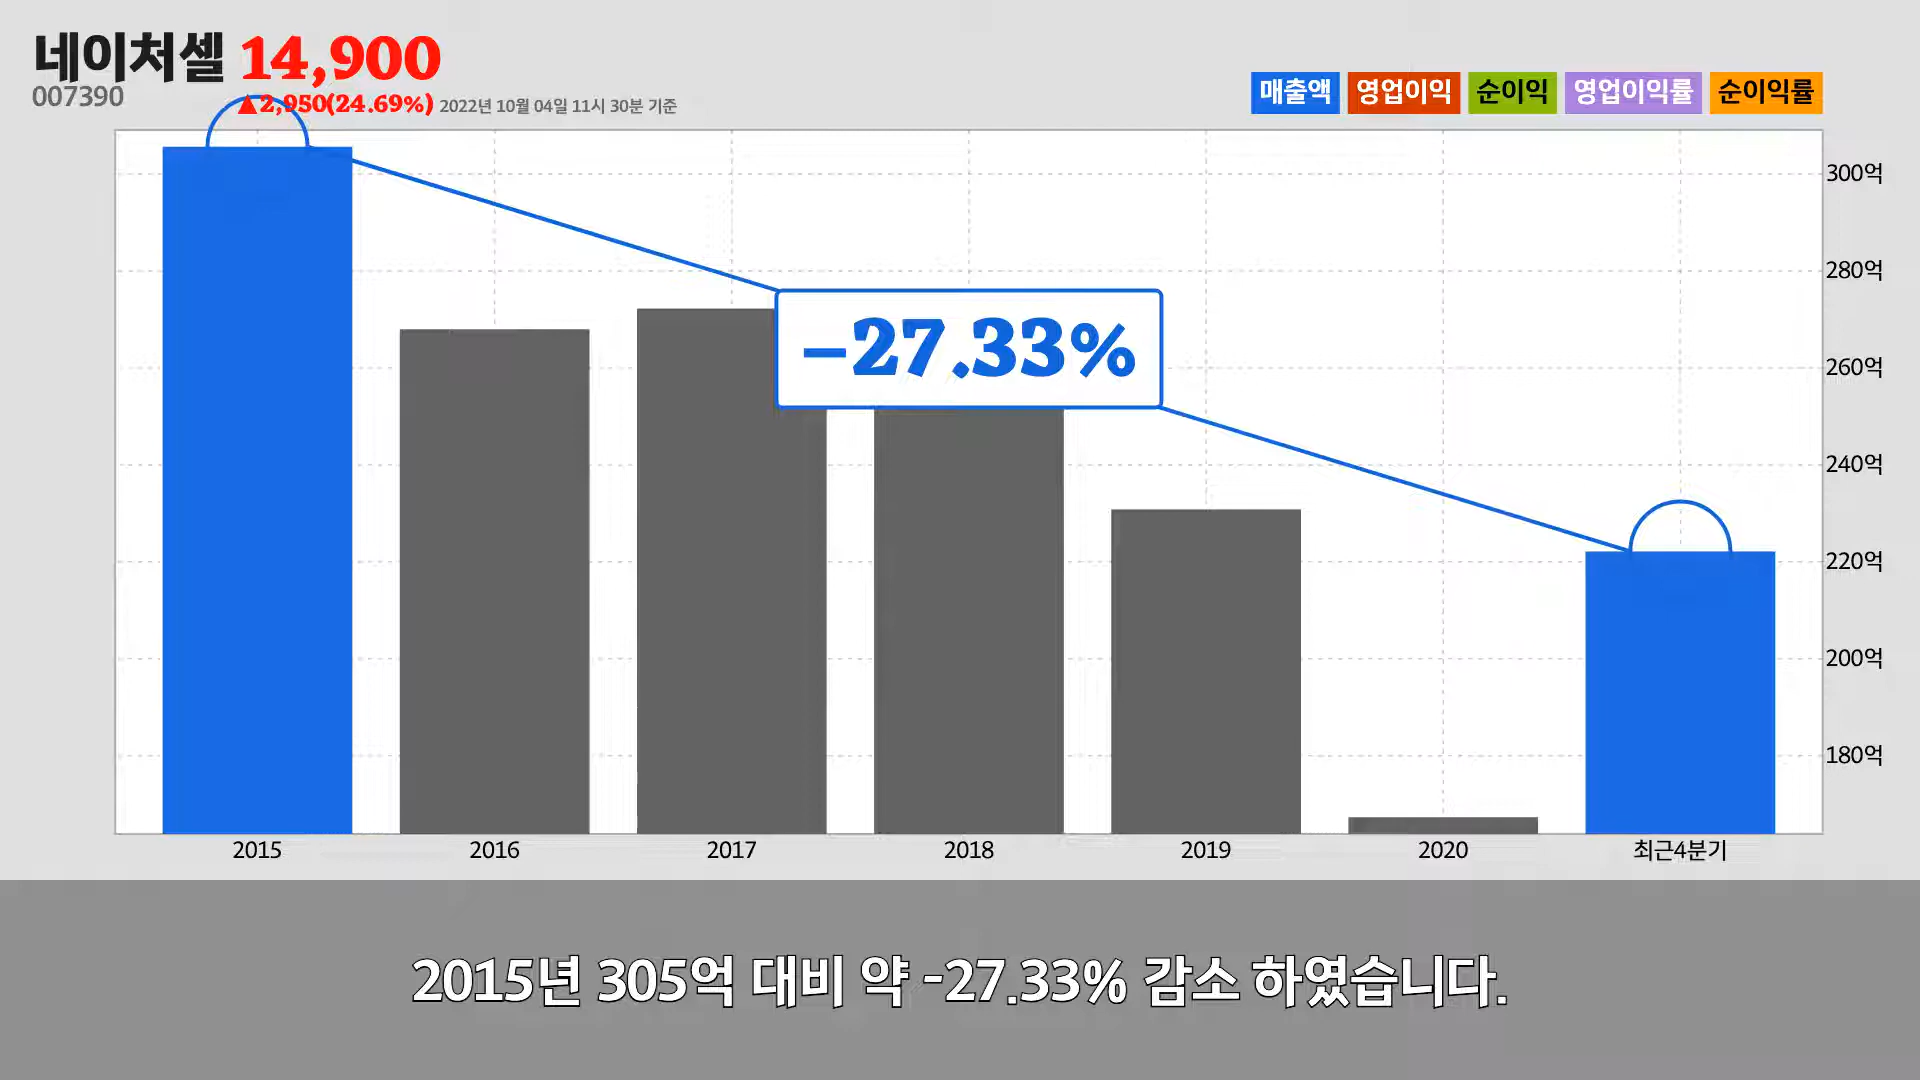 네이처셀 14,900
007390
▲2,950(24.69%) 2022년 10월 04일 11시 30분 기준
매출액 영업이익 순이익 영업이익률 순이익률
300억
280억
260억
240억
220억
200억
180억
-27.33%
2015 2016 2017 2018 2019 2020 최근4분기
2015년 305억 대비 약 -27.33% 감소 하였습니다.